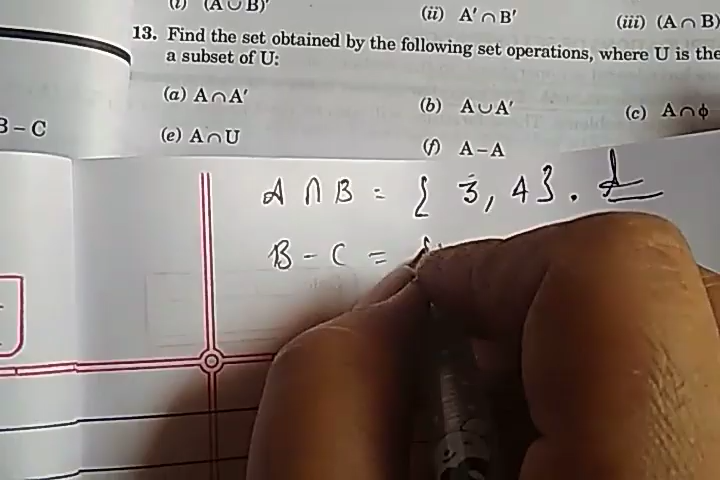 (i) (A ∪ B)′ (ii) A′ ∩ B′ (iii) (A ∩ B)
13. Find the set obtained by the following set operations, where U is the
a subset of U:
(a) A ∩ A′ (b) A ∪ A′ (c) A ∩ ϕ
B – C
(e) A ∩ U (f) A – A
A ∩ B = { 3, 4 }.
B – C = {